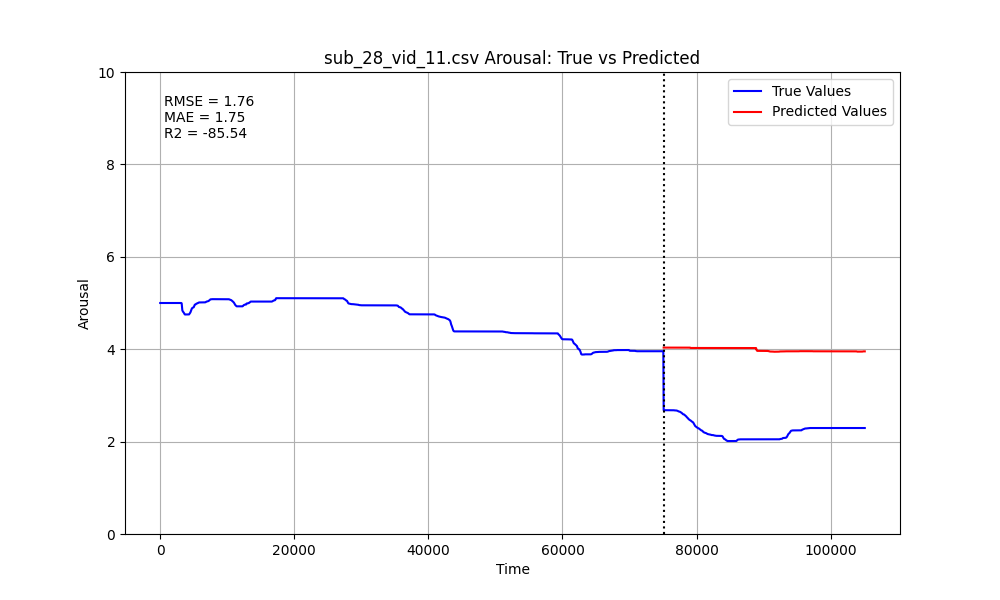 sub_28_vid_11.csv Arousal: True vs Predicted
RMSE = 1.76
MAE = 1.75
R2 = -85.54
True Values
Predicted Values
10
8
6
4
2
0
Arousal
0
20000
40000
60000
80000
100000
Time